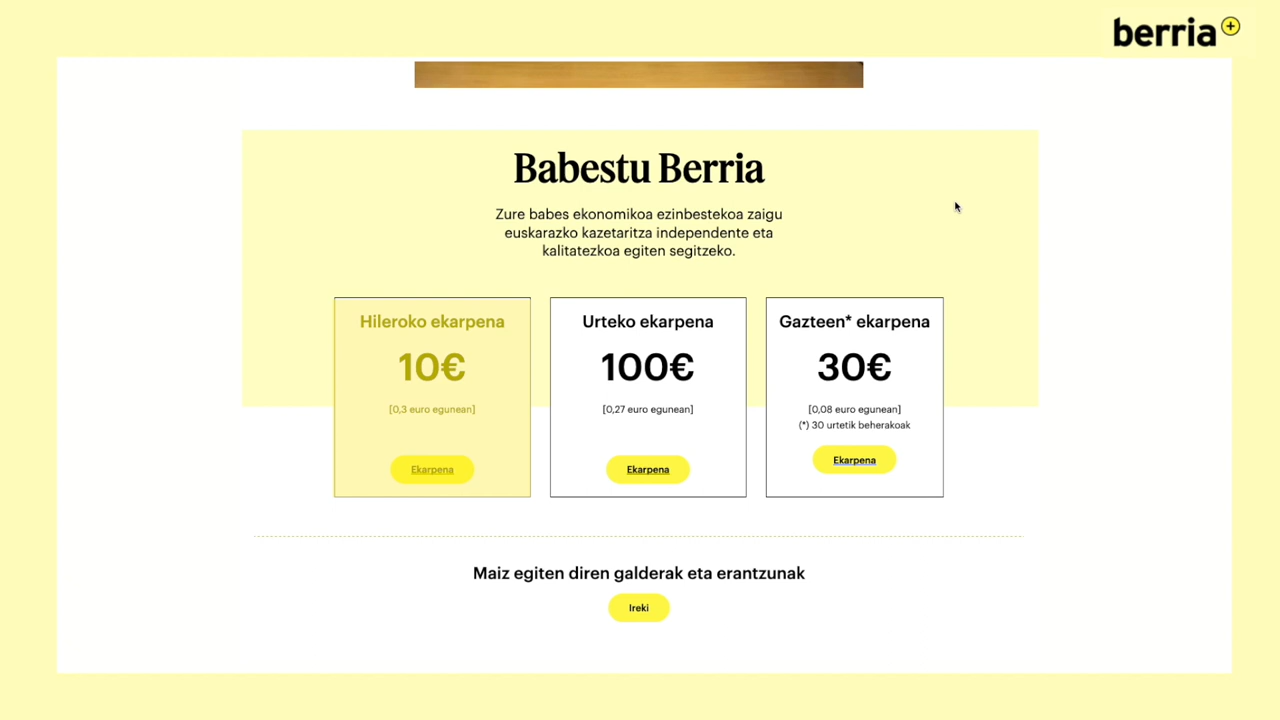 berria+
Babestu Berria
Zure babes ekonomikoa ezinbestekoa zaigu
euskarazko kazetaritza independente eta
kalitatezkoa egiten segitzeko.
Hileroko ekarpena
10€
[0,3 euro egunean]
Ekarpena
Urteko ekarpena
100€
[0,27 euro egunean]
Ekarpena
Gazteen* ekarpena
30€
[0,08 euro egunean]
(*) 30 urtetik beherakoak
Ekarpena
Maiz egiten diren galderak eta erantzunak
Ireki